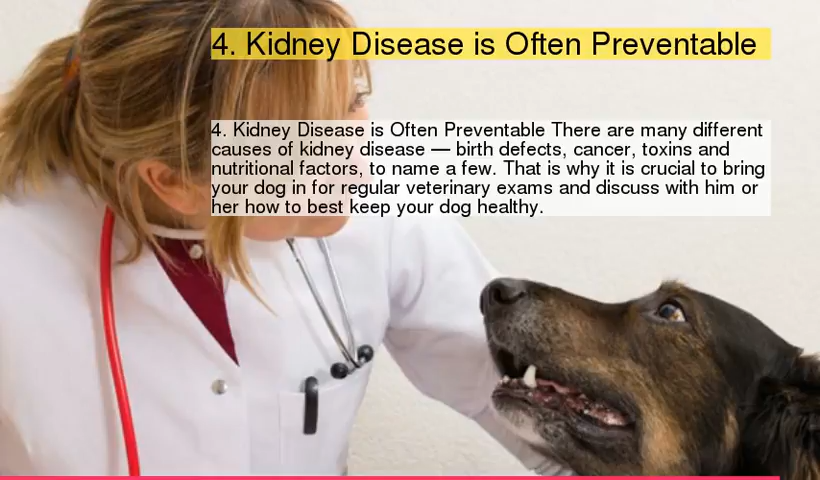 4. Kidney Disease is Often Preventable
4. Kidney Disease is Often Preventable There are many different
causes of kidney disease — birth defects, cancer, toxins and
nutritional factors, to name a few. That is why it is crucial to bring
your dog in for regular veterinary exams and discuss with him or
her how to best keep your dog healthy.